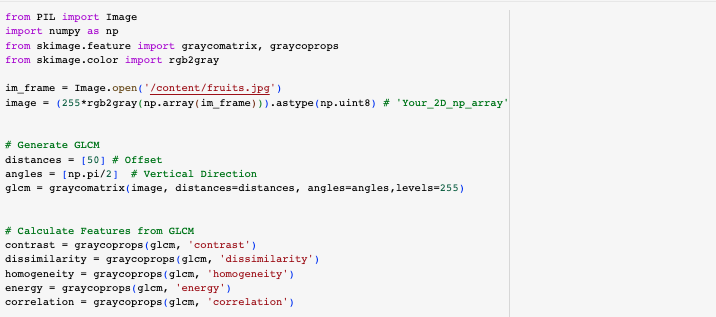 from PIL import Image
import numpy as np
from skimage.feature import graycomatrix, graycoprops
from skimage.color import rgb2gray
im_frame = Image.open('/content/fruits.jpg')
image = (255*rgb2gray(np.array(im_frame))).astype(np.uint8) # 'Your_2D_np_array'
# Generate GLCM
distances = [50] # Offset
angles = [np.pi/2]  # Vertical Direction
glcm = graycomatrix(image, distances=distances, angles=angles,levels=255)
# Calculate Features from GLCM
contrast = graycoprops(glcm, 'contrast')
dissimilarity = graycoprops(glcm, 'dissimilarity')
homogeneity = graycoprops(glcm, 'homogeneity')
energy = graycoprops(glcm, 'energy')
correlation = graycoprops(glcm, 'correlation')